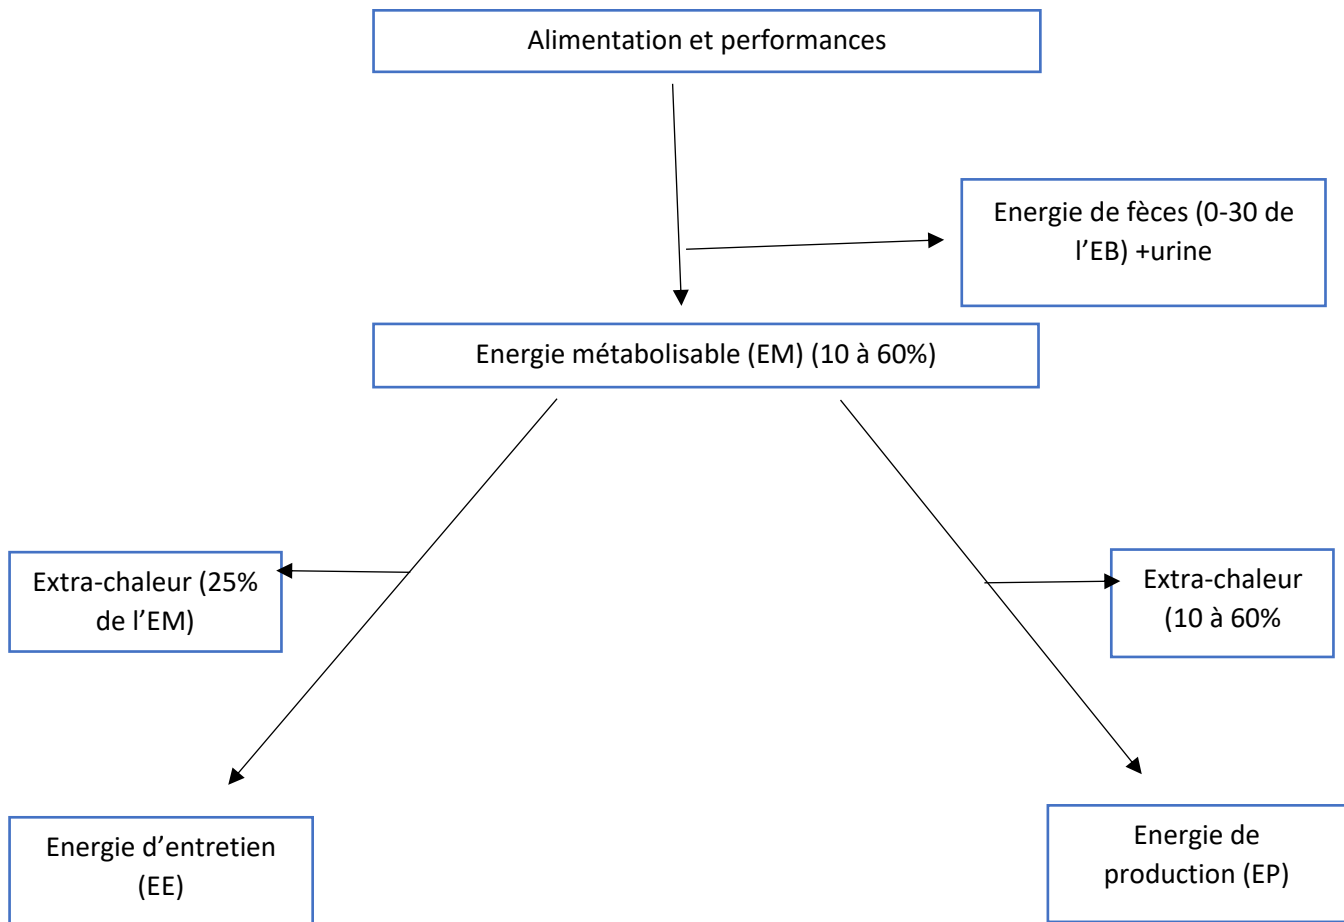 Alimentation et performances
Energie de fèces (0-30 de
l’EB) +urine
Energie métabolisable (EM) (10 à 60%)
Extra-chaleur (25%
de l’EM)
Extra-chaleur
(10 à 60%
Energie d’entretien
(EE)
Energie de
production (EP)